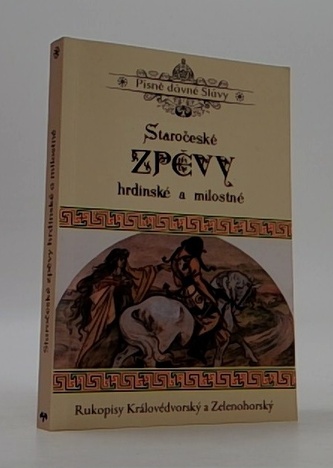 Písně dávné Slávy
Staročeské
ZPĚVY
hrdinské a milostné
Rukopisy Královédvorský a Zelenohorský
Staročeské zpěvy hrdinské a milostné